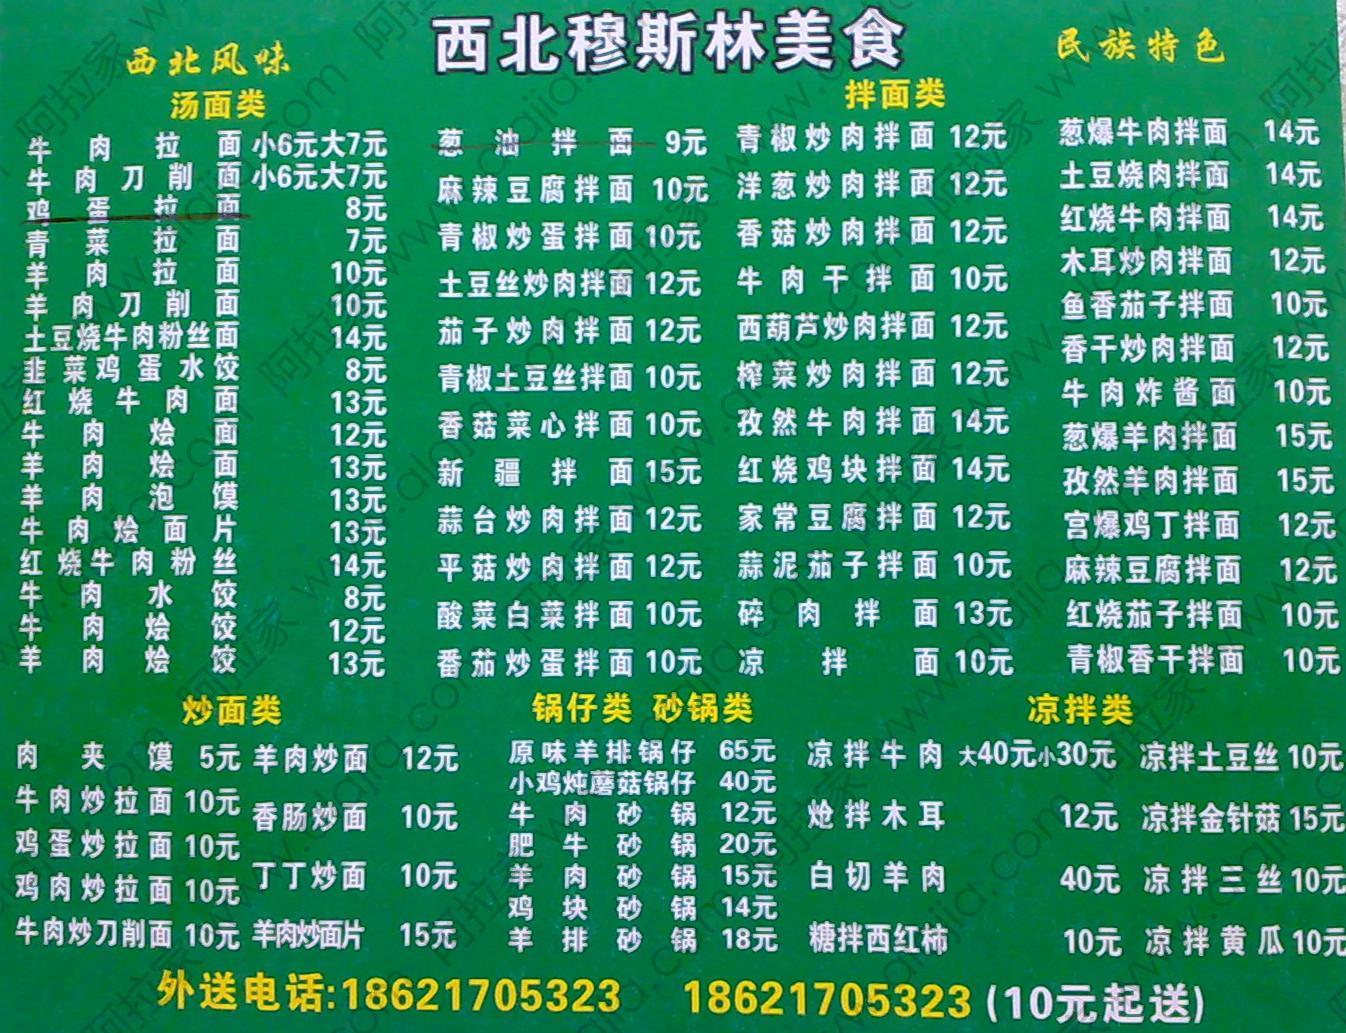 西北风味
西北穆斯林美食
民族特色
汤面类
牛肉拉面 小6元大7元
牛肉刀削面 小6元大7元
鸡蛋拉面 8元
青菜拉面 7元
羊肉拉面 10元
羊肉刀削面 10元
土豆烧牛肉粉丝面 14元
韭菜鸡蛋水饺 8元
红烧牛肉面 13元
牛肉烩面 12元
羊肉烩面 13元
羊肉泡馍 13元
牛肉烩面片 13元
红烧牛肉粉丝 14元
牛肉水饺 8元
牛肉烩饺 12元
羊肉烩饺 13元
拌面类
葱油拌面 9元
麻辣豆腐拌面 10元
青椒炒蛋拌面 10元
土豆丝炒肉拌面 12元
茄子炒肉拌面 12元
青椒土豆丝拌面 10元
香菇菜心拌面 10元
新疆拌面 15元
蒜台炒肉拌面 12元
平菇炒肉拌面 12元
酸菜白菜拌面 10元
番茄炒蛋拌面 10元
青椒炒肉拌面 12元
洋葱炒肉拌面 12元
香菇炒肉拌面 12元
牛肉干拌面 10元
西葫芦炒肉拌面 12元
榨菜炒肉拌面 12元
孜然牛肉拌面 14元
红烧鸡块拌面 14元
家常豆腐拌面 12元
蒜泥茄子拌面 10元
碎肉拌面 13元
凉拌面 10元
葱爆牛肉拌面 14元
土豆烧肉拌面 14元
红烧牛肉拌面 14元
木耳炒肉拌面 12元
鱼香茄子拌面 10元
香干炒肉拌面 12元
牛肉炸酱面 10元
葱爆羊肉拌面 15元
孜然羊肉拌面 15元
宫爆鸡丁拌面 12元
麻辣豆腐拌面 12元
红烧茄子拌面 10元
青椒香干拌面 10元
炒面类
肉夹馍 5元
牛肉炒拉面 10元
鸡蛋炒拉面 10元
鸡肉炒拉面 10元
牛肉炒刀削面 10元
羊肉炒面 12元
香肠炒面 10元
丁丁炒面 10元
羊肉炒面片 15元
锅仔类 砂锅类
原味羊排锅仔 65元
小鸡炖蘑菇锅仔 40元
牛肉砂锅 12元
肥牛砂锅 20元
羊肉砂锅 15元
鸡块砂锅 14元
羊排砂锅 18元
凉拌类
凉拌牛肉 大40元小30元
炝拌木耳 12元
白切羊肉 40元
糖拌西红柿 10元
凉拌土豆丝 10元
凉拌金针菇 15元
凉拌三丝 10元
凉拌黄瓜 10元
外送电话:18621705323 18621705323 (10元起送)
阿拉家 www.alajia.com